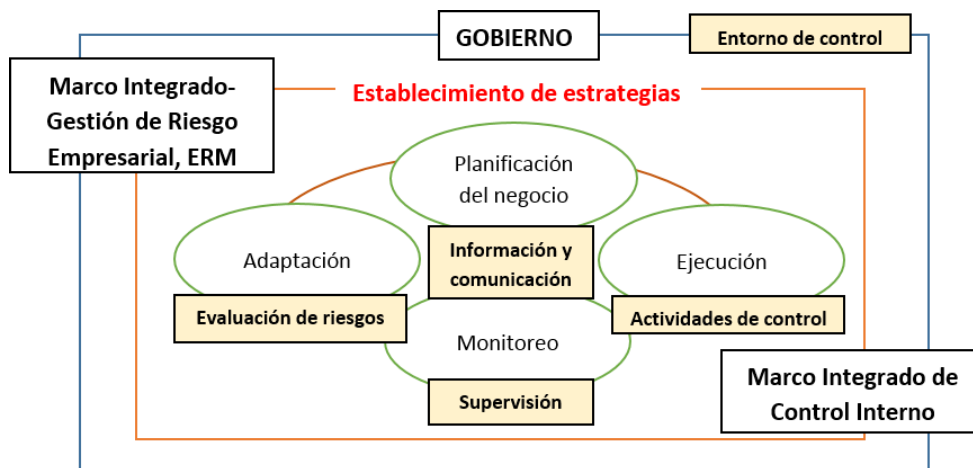 GOBIERNO
Entorno de control
Marco Integrado-
Gestión de Riesgo
Empresarial, ERM
Establecimiento de estrategias
Planificación
del negocio
Adaptación
Información y
comunicación
Ejecución
Evaluación de riesgos
Actividades de control
Monitoreo
Supervisión
Marco Integrado de
Control Interno